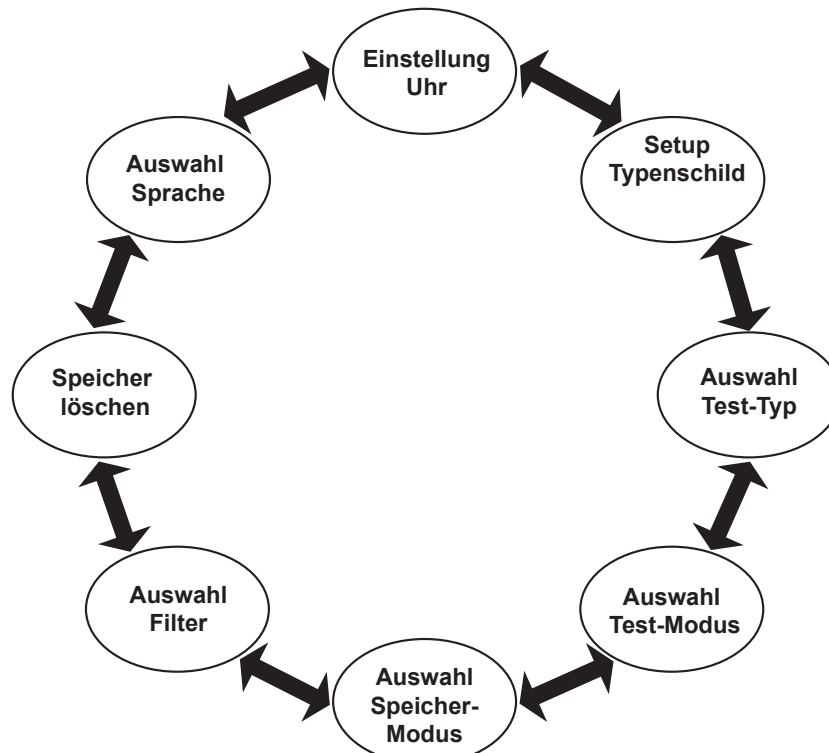 Einstellung
Uhr
Setup
Typenschild
Auswahl
Test-Typ
Auswahl
Test-Modus
Auswahl
Speicher-
Modus
Auswahl
Filter
Speicher
löschen
Auswahl
Sprache